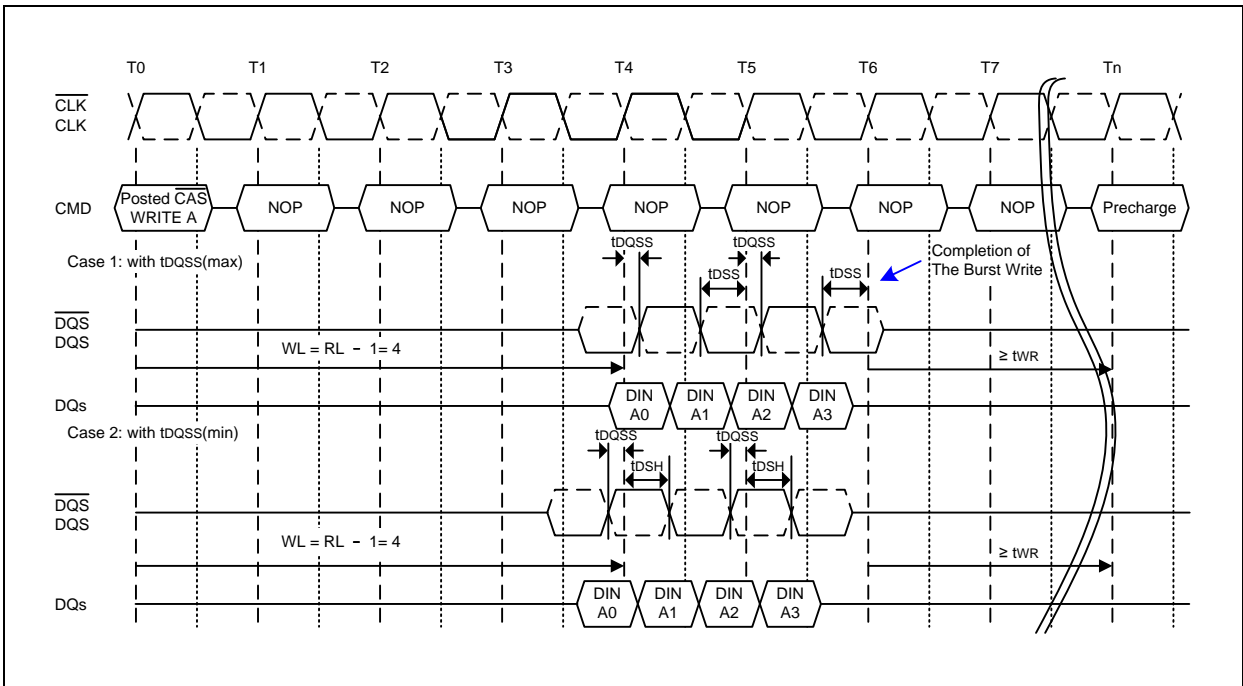 T0 T1 T2 T3 T4 T5 T6 T7 Tn
CLK
CLK
CMD
Posted CAS
WRITE A
NOP NOP NOP NOP NOP NOP NOP Precharge
Case 1: with tDQSS(max)
tDQSS tDQSS
tDSS tDSS
Completion of
The Burst Write
DQS
DQS
WL = RL − 1= 4
≥ tWR
DQs
DIN A0
DIN A1
DIN A2
DIN A3
Case 2: with tDQSS(min)
tDQSS tDQSS
tDSH tDSH
DQS
DQS
WL = RL − 1= 4
≥ tWR
DQs
DIN A0
DIN A1
DIN A2
DIN A3